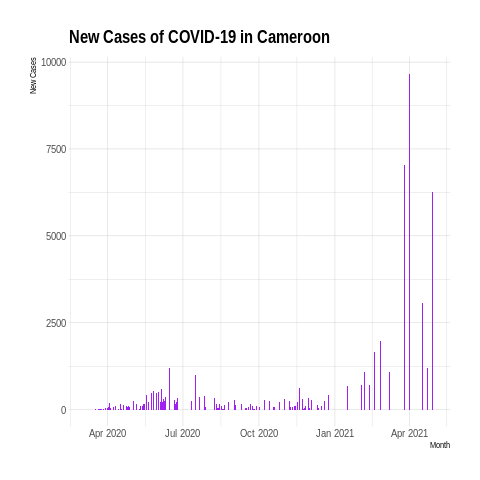 New Cases of COVID-19 in Cameroon
New Cases
10000
7500
5000
2500
0
Apr 2020 Jul 2020 Oct 2020 Jan 2021 Apr 2021
Month